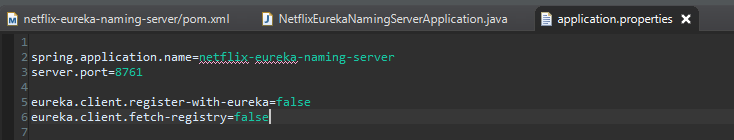 netflix-eureka-naming-server/pom.xml NetflixEurekaNamingServerApplication.java application.properties
1
2 spring.application.name=netflix-eureka-naming-server
3 server.port=8761
4
5 eureka.client.register-with-eureka=false
6 eureka.client.fetch-registry=false
7